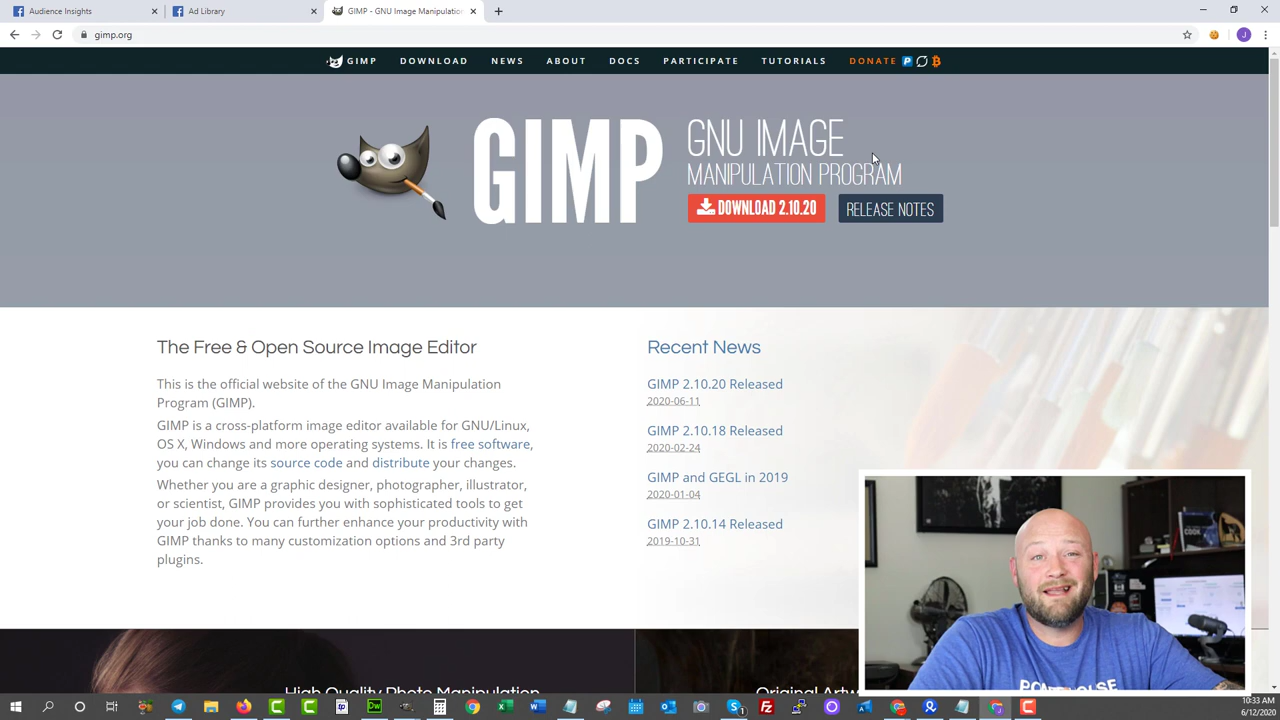 Audience Insights
Ad Library
GIMP - GNU Image Manipulatio
gimp.org
J
GIMP DOWNLOAD NEWS ABOUT DOCS PARTICIPATE TUTORIALS DONATE
GIMP
GNU IMAGE
MANIPULATION PROGRAM
DOWNLOAD 2.10.20
RELEASE NOTES
The Free & Open Source Image Editor
This is the official website of the GNU Image Manipulation
Program (GIMP).
GIMP is a cross-platform image editor available for GNU/Linux,
OS X, Windows and more operating systems. It is free software,
you can change its source code and distribute your changes.
Whether you are a graphic designer, photographer, illustrator,
or scientist, GIMP provides you with sophisticated tools to get
your job done. You can further enhance your productivity with
GIMP thanks to many customization options and 3rd party
plugins.
Recent News
GIMP 2.10.20 Released
2020-06-11
GIMP 2.10.18 Released
2020-02-24
GIMP and GEGL in 2019
2020-01-04
GIMP 2.10.14 Released
2019-10-31
COOK
High Quality Photo Manipulation
Original Artw
10:33 AM
6/12/2020